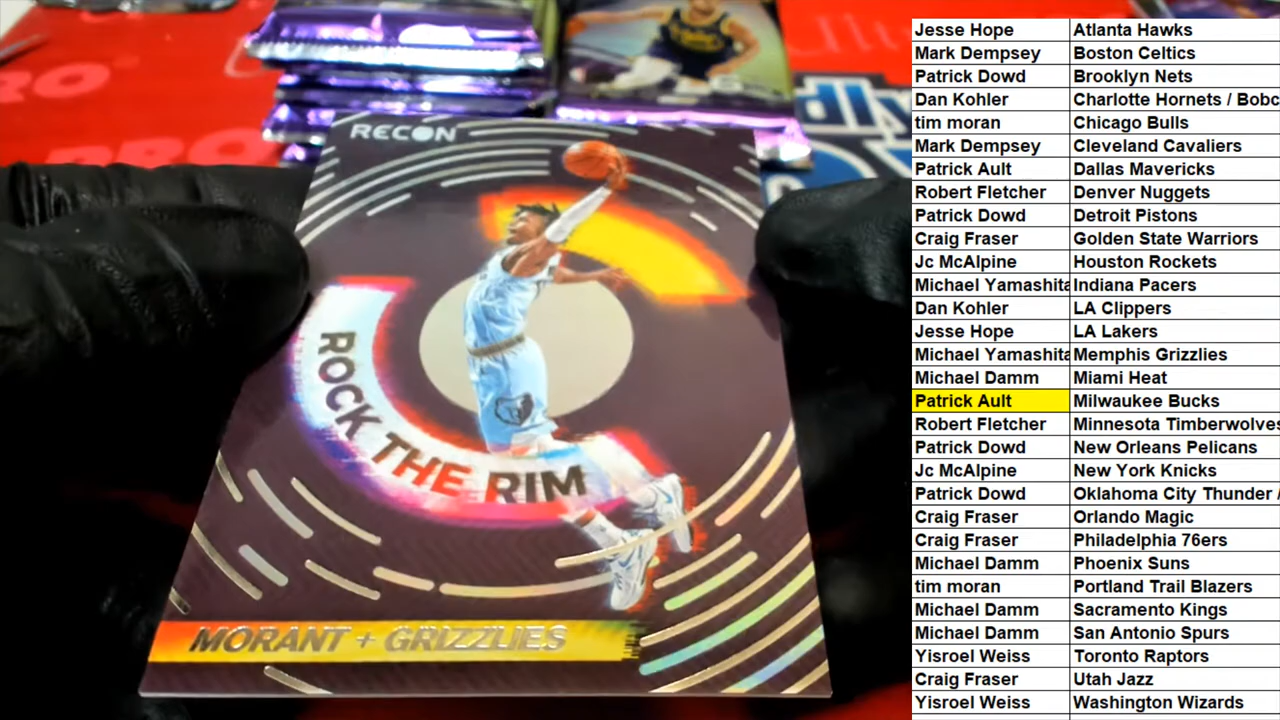 RECON
ROCK THE RIM
MORANT + GRIZZLIES
PRO
Jesse Hope Atlanta Hawks
Mark Dempsey Boston Celtics
Patrick Dowd Brooklyn Nets
Dan Kohler Charlotte Hornets / Bobc
tim moran Chicago Bulls
Mark Dempsey Cleveland Cavaliers
Patrick Ault Dallas Mavericks
Robert Fletcher Denver Nuggets
Patrick Dowd Detroit Pistons
Craig Fraser Golden State Warriors
Jc McAlpine Houston Rockets
Michael Yamashita Indiana Pacers
Dan Kohler LA Clippers
Jesse Hope LA Lakers
Michael Yamashita Memphis Grizzlies
Michael Damm Miami Heat
Patrick Ault Milwaukee Bucks
Robert Fletcher Minnesota Timberwolves
Patrick Dowd New Orleans Pelicans
Jc McAlpine New York Knicks
Patrick Dowd Oklahoma City Thunder /
Craig Fraser Orlando Magic
Craig Fraser Philadelphia 76ers
Michael Damm Phoenix Suns
tim moran Portland Trail Blazers
Michael Damm Sacramento Kings
Michael Damm San Antonio Spurs
Yisroel Weiss Toronto Raptors
Craig Fraser Utah Jazz
Yisroel Weiss Washington Wizards